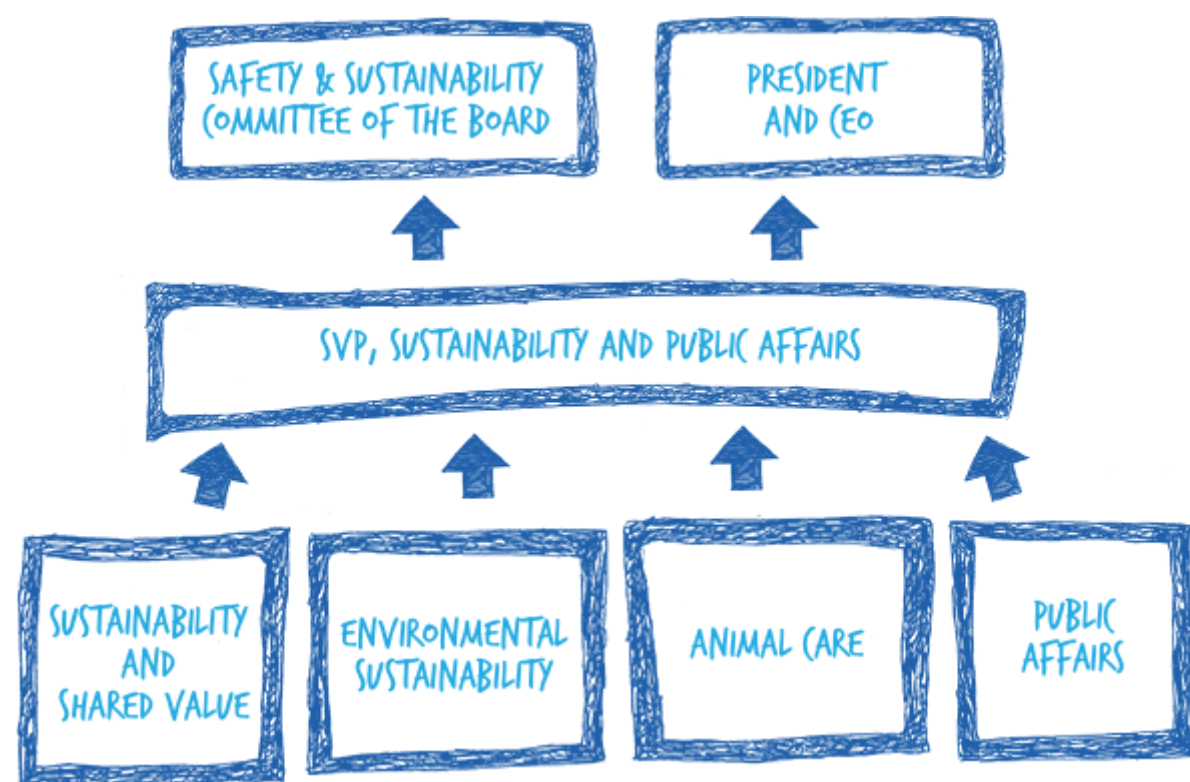 SAFETY & SUSTAINABILITY
COMMITTEE OF THE BOARD
PRESIDENT
AND CEO
SVP, SUSTAINABILITY AND PUBLIC AFFAIRS
SUSTAINABILITY
AND
SHARED VALUE
ENVIRONMENTAL
SUSTAINABILITY
ANIMAL CARE
PUBLIC
AFFAIRS